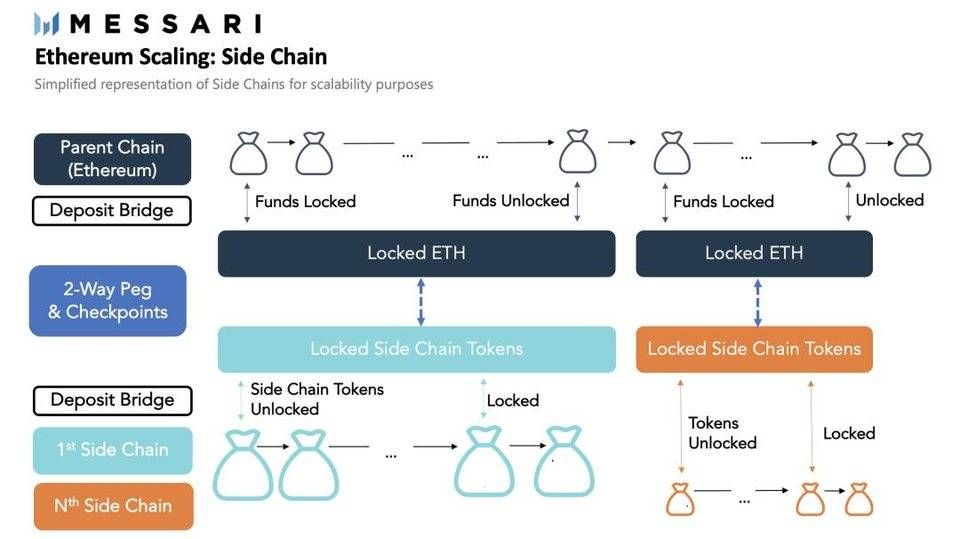 MESSARI
Ethereum Scaling: Side Chain
Simplified representation of Side Chains for scalability purposes
Parent Chain
(Ethereum)
...
...
...
Deposit Bridge
Funds Locked
Funds Unlocked
Funds Locked
Unlocked
Locked ETH
Locked ETH
2-Way Peg
& Checkpoints
Locked Side Chain Tokens
Locked Side Chain Tokens
Deposit Bridge
Side Chain Tokens
Unlocked
Locked
Tokens
Unlocked
Locked
1st Side Chain
...
Nth Side Chain
...